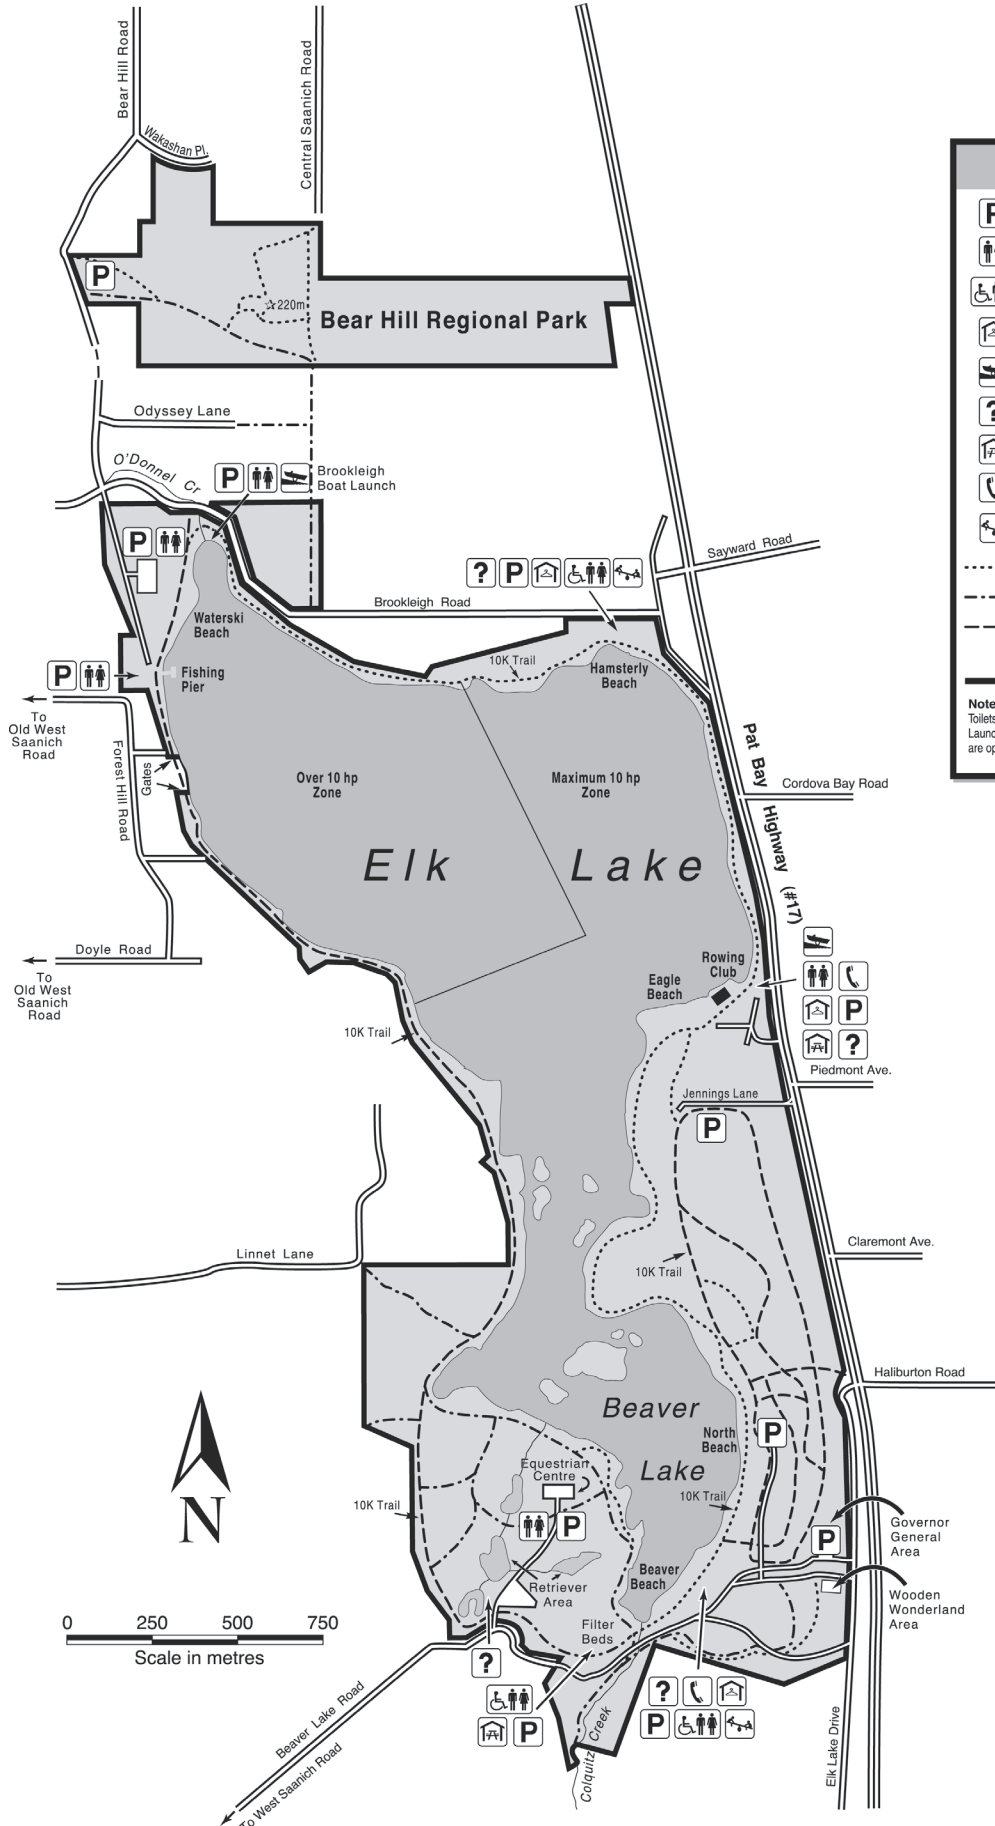 Bear Hill Road
Central Saanich Road
Wakashan Pl.
P
☆220m
Bear Hill Regional Park
Odyssey Lane
O'Donnel Cr
P
Brookleigh
Boat Launch
P
? P
Sayward Road
Brookleigh Road
Waterski
Beach
10K Trail
Hamsterly
Beach
P
Fishing
Pier
To
Old West
Saanich
Road
Forest Hill Road
Gates
Over 10 hp
Zone
Maximum 10 hp
Zone
Pat Bay Highway (#17)
Cordova Bay Road
Elk Lake
Doyle Road
To
Old West
Saanich
Road
Rowing
Club
Eagle
Beach
P
?
10K Trail
Piedmont Ave.
Jennings Lane
P
Linnet Lane
Claremont Ave.
10K Trail
Haliburton Road
Beaver
Lake
North
Beach
P
Equestrian
Centre
10K Trail
10K Trail
P
Governor
General
Area
P
N
Beaver
Beach
Retriever
Area
Wooden
Wonderland
Area
Filter
Beds
0 250 500 750
Scale in metres
?
P
?
P
Beaver Lake Road
To West Saanich Road
Colquitz Creek
Elk Lake Drive
P
?
Note
Toilets
Launc
are op